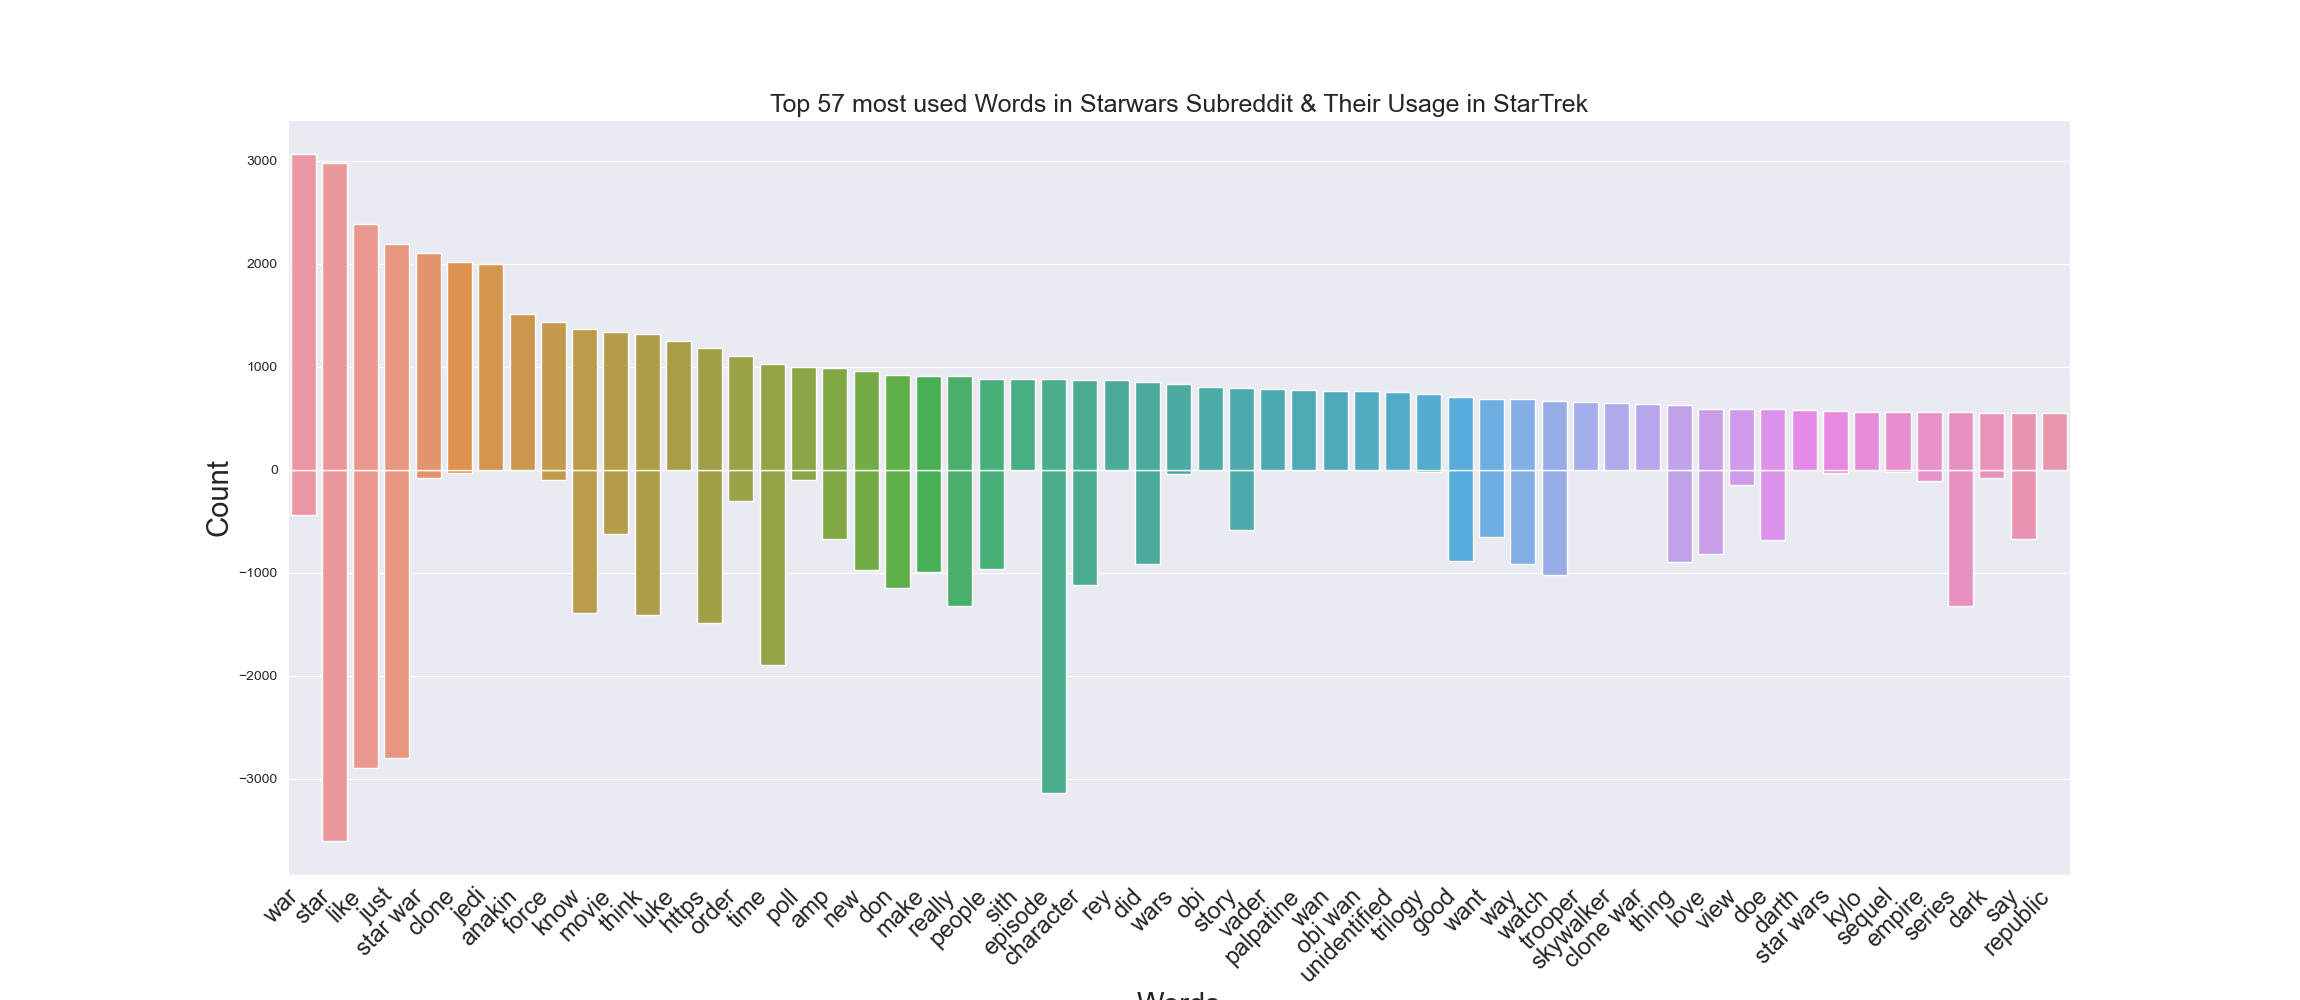 Top 57 most used Words in Starwars Subreddit & Their Usage in StarTrek
3000
2000
1000
0
−1000
−2000
−3000
Count
war
star
like
just
star war
clone
jedi
anakin
force
know
movie
think
luke
https
order
time
poll
amp
new
don
make
really
people
sith
episode
character
rey
did
wars
obi
story
vader
palpatine
wan
obi wan
unidentified
trilogy
good
want
way
watch
trooper
skywalker
clone war
thing
love
view
doe
darth
star wars
kylo
sequel
empire
series
dark
say
republic
Words